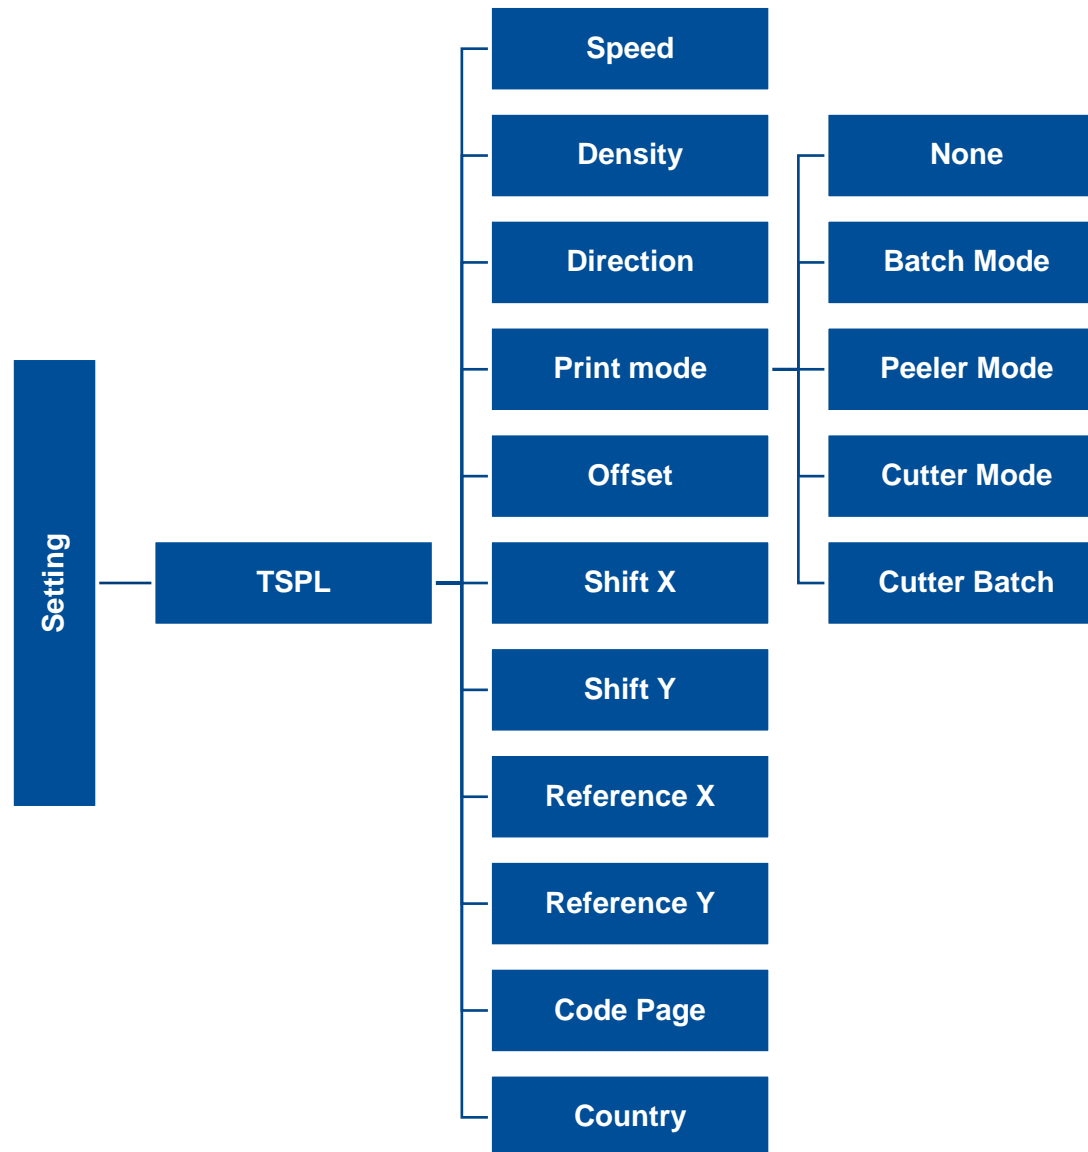 Setting
TSPL
Speed
Density
Direction
Print mode
Offset
Shift X
Shift Y
Reference X
Reference Y
Code Page
Country
None
Batch Mode
Peeler Mode
Cutter Mode
Cutter Batch